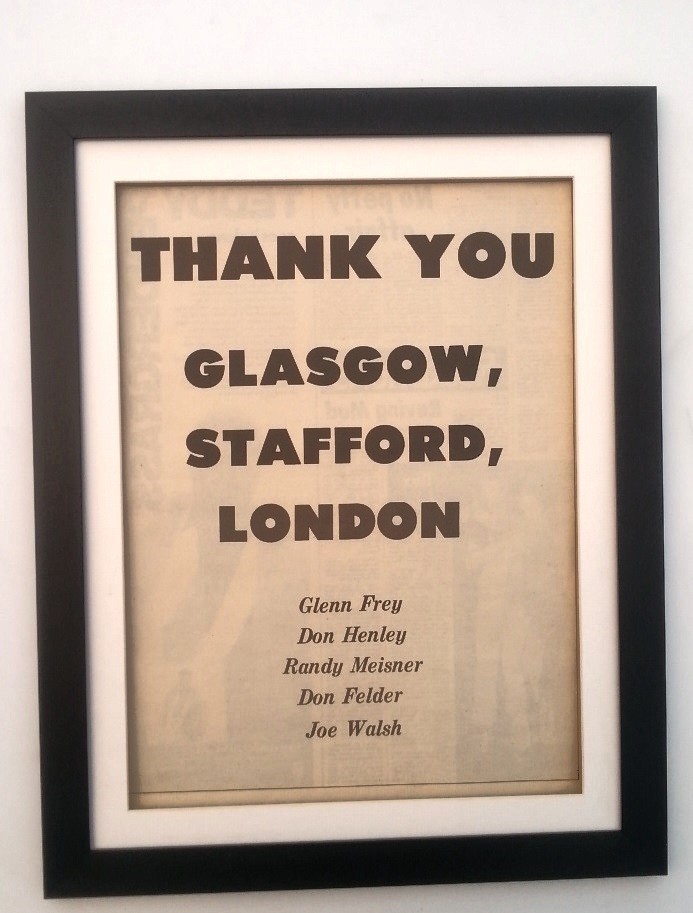 THANK YOU
GLASGOW,
STAFFORD,
LONDON
Glenn Frey
Don Henley
Randy Meisner
Don Felder
Joe Walsh